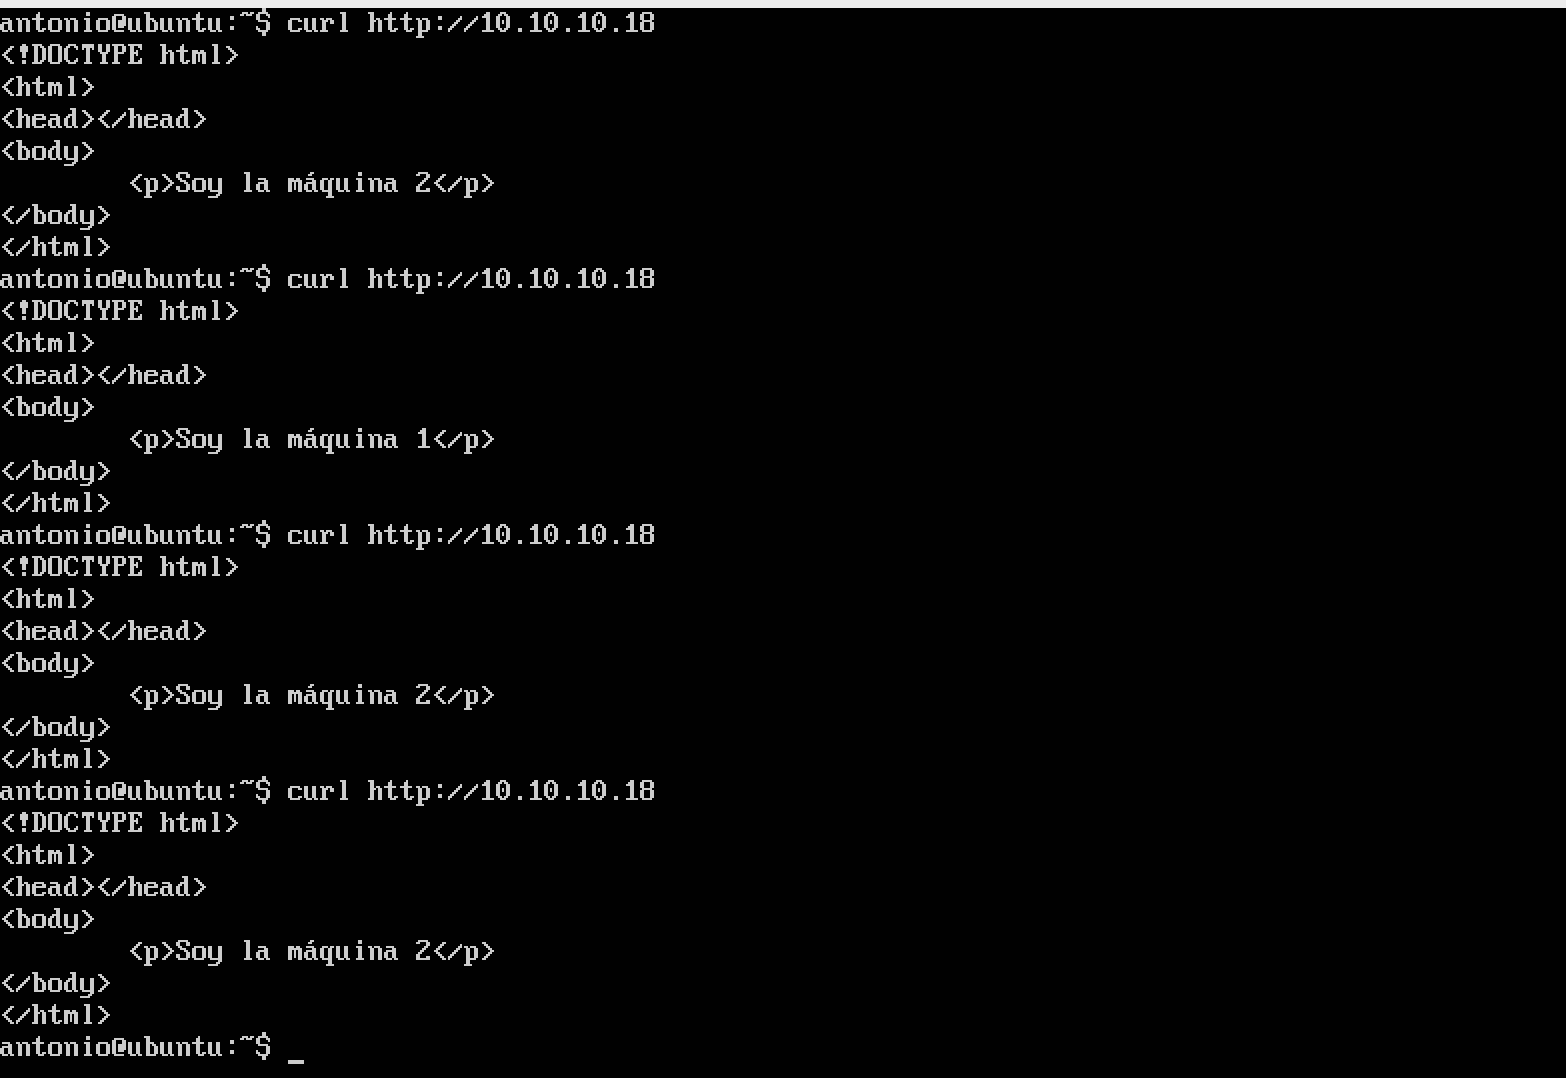 antonio@ubuntu:~$ curl http://10.10.10.18
<!DOCTYPE html>
<html>
<head></head>
<body>
        <p>Soy la máquina 2</p>
</body>
</html>
antonio@ubuntu:~$ curl http://10.10.10.18
<!DOCTYPE html>
<html>
<head></head>
<body>
        <p>Soy la máquina 1</p>
</body>
</html>
antonio@ubuntu:~$ curl http://10.10.10.18
<!DOCTYPE html>
<html>
<head></head>
<body>
        <p>Soy la máquina 2</p>
</body>
</html>
antonio@ubuntu:~$ curl http://10.10.10.18
<!DOCTYPE html>
<html>
<head></head>
<body>
        <p>Soy la máquina 2</p>
</body>
</html>
antonio@ubuntu:~$ _